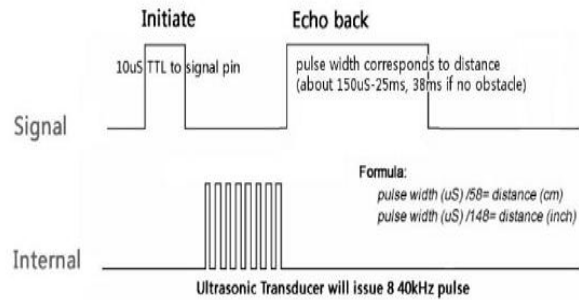 Initiate
Echo back
10uS TTL to signal pin
pulse width corresponds to distance
(about 150uS-25ms, 38ms if no obstacle)
Signal
Formula:
pulse width (uS) /58= distance (cm)
pulse width (uS) /148= distance (inch)
Internal
Ultrasonic Transducer will issue 8 40kHz pulse